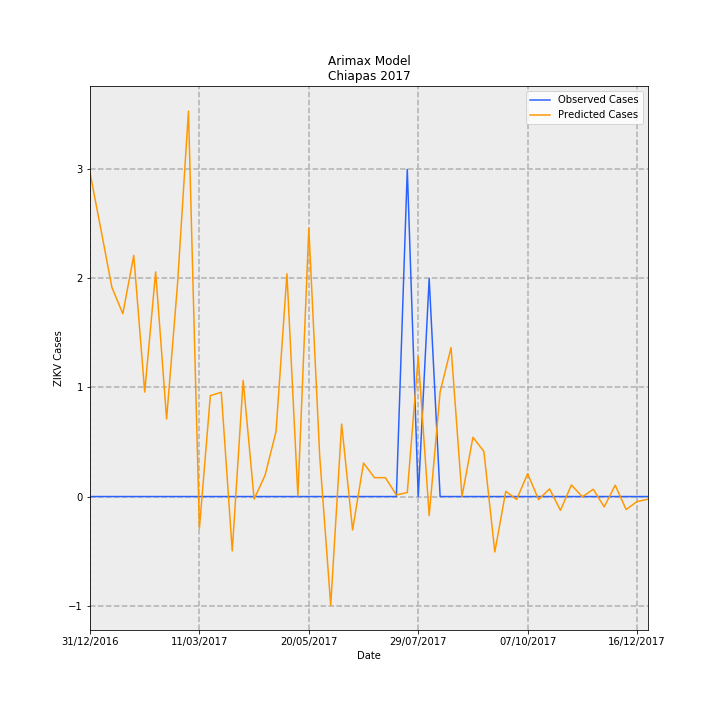 Arimax Model
Chiapas 2017
Observed Cases
Predicted Cases
ZIKV Cases
3
2
1
0
−1
31/12/2016 11/03/2017 20/05/2017 29/07/2017 07/10/2017 16/12/2017
Date